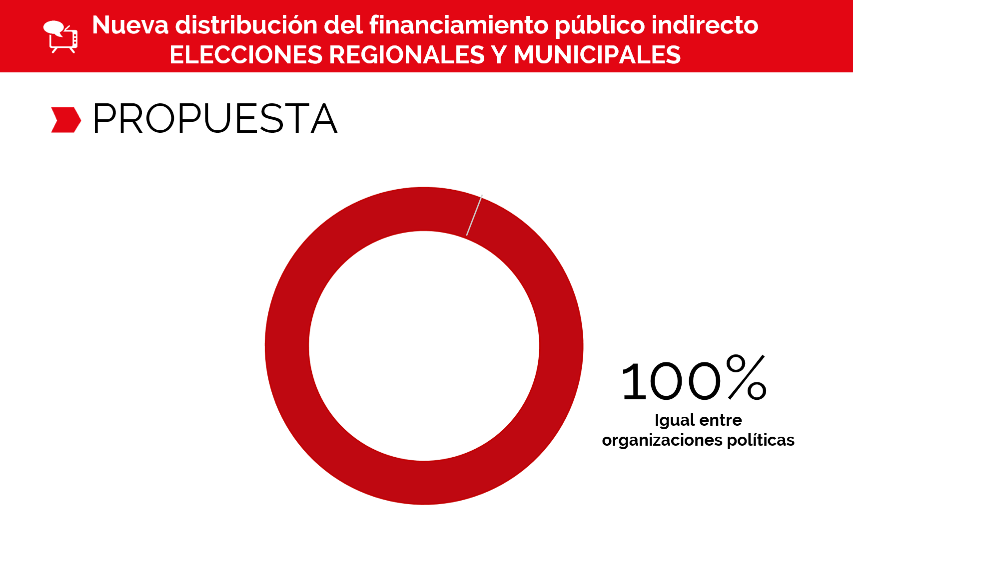 Nueva distribución del financiamiento público indirecto
ELECCIONES REGIONALES Y MUNICIPALES
PROPUESTA
100%
Igual entre
organizaciones políticas